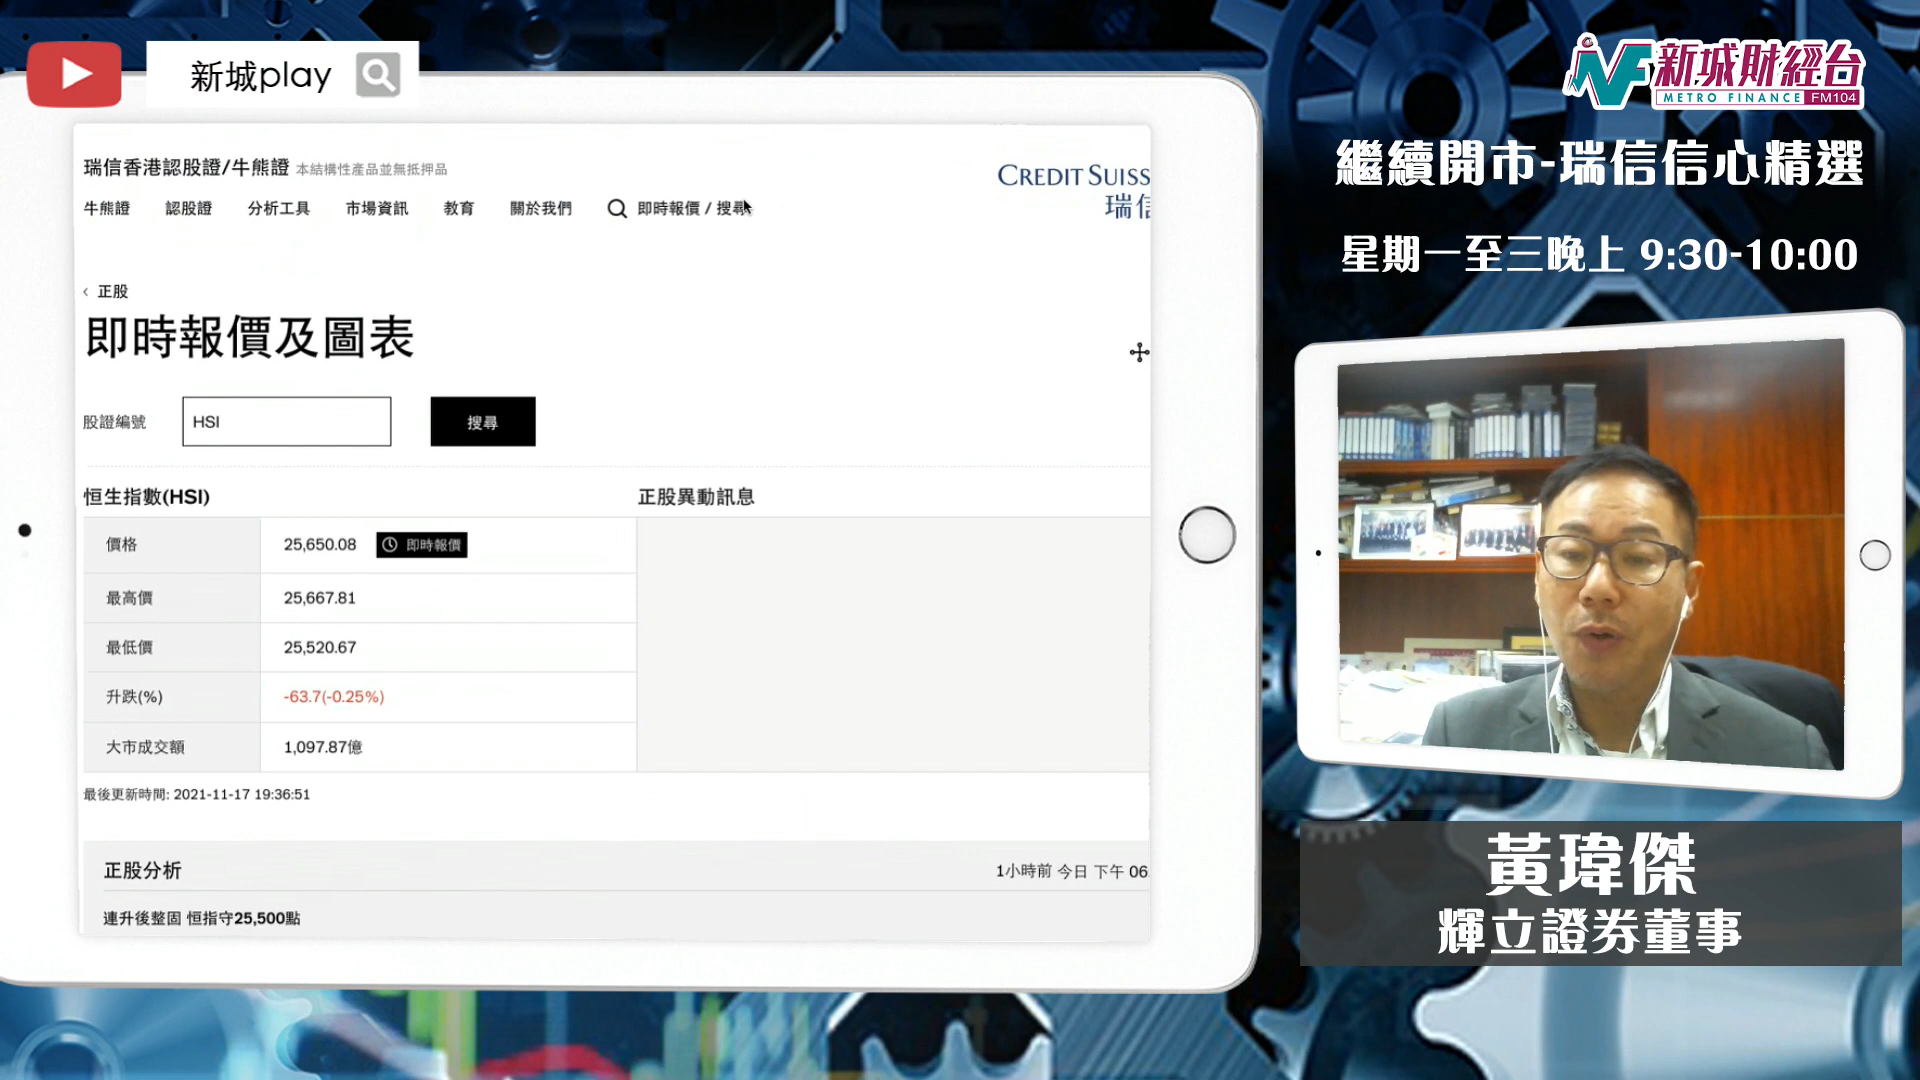 新城play
新城財經台
METRO FINANCE FM104
繼續開市-瑞信信心精選
星期一至三晚上 9:30-10:00
瑞信香港認股證/牛熊證 本結構性產品並無抵押品
CREDIT SUISS
瑞信
牛熊證 認股證 分析工具 市場資訊 教育 關於我們 即時報價 / 搜尋
‹ 正股
即時報價及圖表
股證編號 HSI 搜尋
恒生指數(HSI) 正股異動訊息
價格 25,650.08 即時報價
最高價 25,667.81
最低價 25,520.67
升跌(%) -63.7(-0.25%)
大市成交額 1,097.87億
最後更新時間: 2021-11-17 19:36:51
正股分析 1小時前 今日 下午 06
連升後整固 恒指守25,500點
黃瑋傑
輝立證券董事